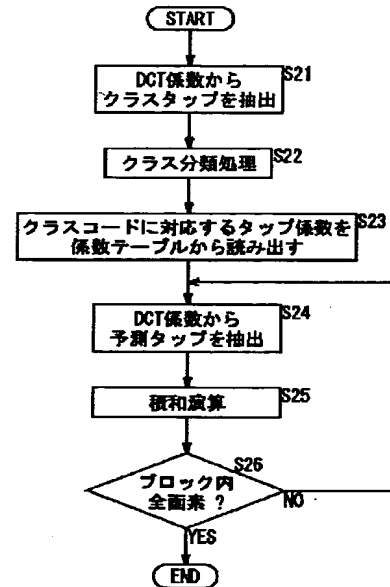 START
DCT係数から
クラスタップを抽出
S21
クラス分類処理
S22
クラスコードに対応するタップ係数を
係数テーブルから読み出す
S23
DCT係数から
予測タップを抽出
S24
積和演算
S25
ブロック内
全画素 ?
S26
NO
YES
END